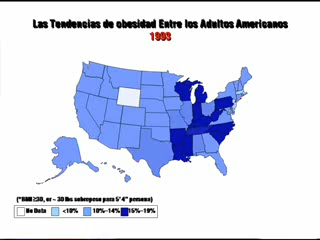 Las Tendencias de obesidad Entre los Adultos Americanos
1993
(*BMI ≥30, or ~ 30 lbs sobrepeso para 5'4" persona)
No Data <10% 10%–14% 15%–19%